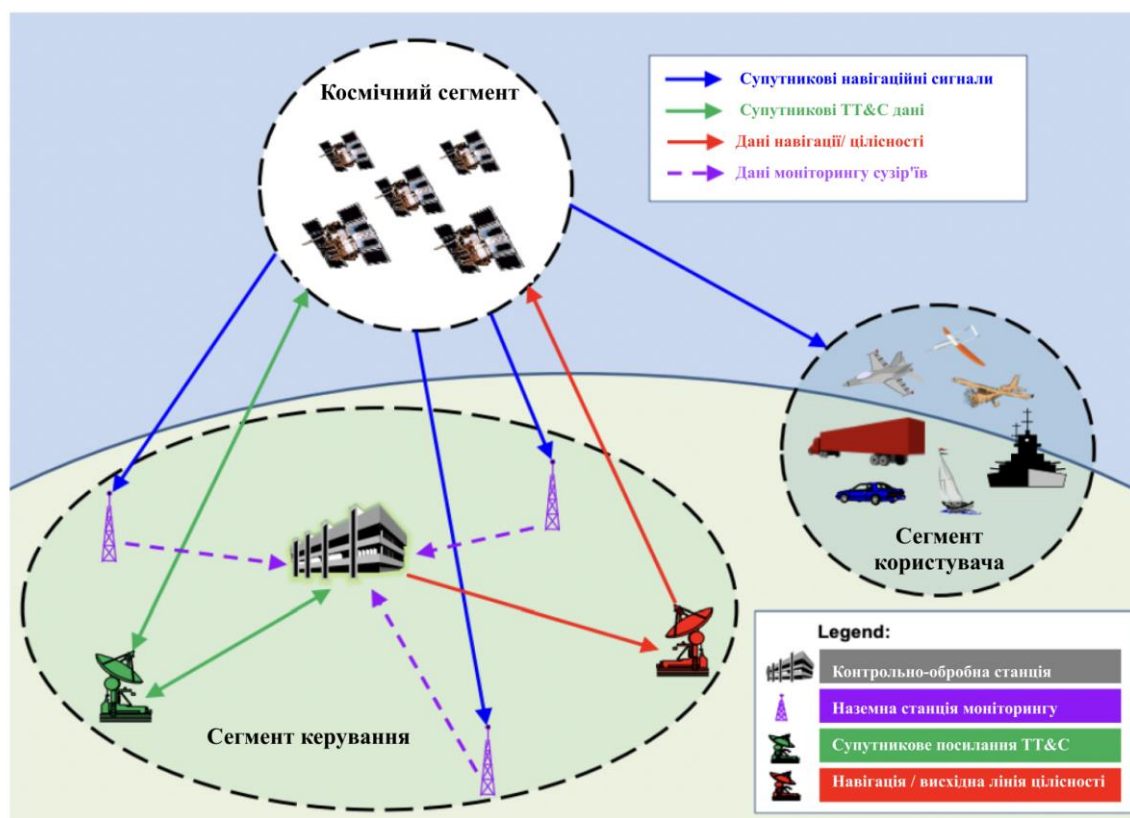 Космічний сегмент
Супутникові навігаційні сигнали
Супутникові TT&C дані
Дані навігації/ цілісності
Дані моніторингу сузір'їв
Сегмент
користувача
Сегмент керування
Legend:
Контрольно-обробна станція
Наземна станція моніторингу
Супутникове посилання TT&C
Навігація / висхідна лінія цілісності